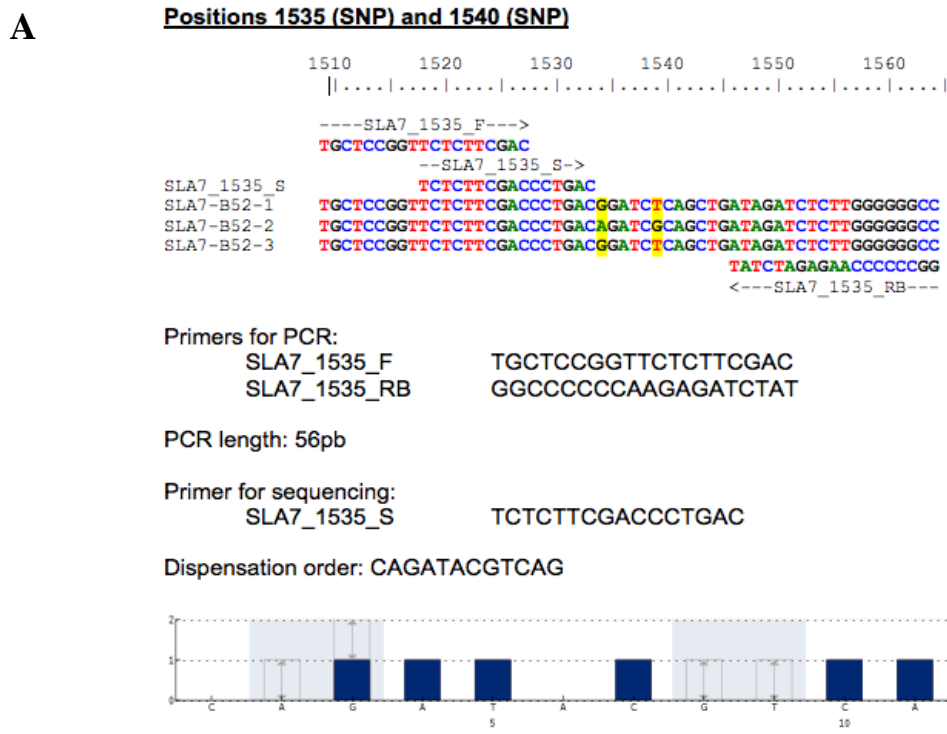 A
Positions 1535 (SNP) and 1540 (SNP)
1510 1520 1530 1540 1550 1560
|....|....|....|....|....|....|....|....|....|....|....|
----SLA7_1535_F--->
TGCTCCGGTTCTCTTCGAC
--SLA7_1535_S->
SLA7_1535_S TCTCTTCGACCCTGAC
SLA7-B52-1 TGCTCCGGTTCTCTTCGACCCTGACGGATCTCAGCTGATAGATCTCTTGGGGGGCC
SLA7-B52-2 TGCTCCGGTTCTCTTCGACCCTGACAGATCGCAGCTGATAGATCTCTTGGGGGGCC
SLA7-B52-3 TGCTCCGGTTCTCTTCGACCCTGACGGATCTCAGCTGATAGATCTCTTGGGGGGCC
TATCTAGAGAACCCCCCGG
<---SLA7_1535_RB---
Primers for PCR:
SLA7_1535_F TGCTCCGGTTCTCTTCGAC
SLA7_1535_RB GGCCCCCCAAGAGATCTAT
PCR length: 56pb
Primer for sequencing:
SLA7_1535_S TCTCTTCGACCCTGAC
Dispensation order: CAGATACGTCAG
2
1
0
C A G A T A C G T C A
5 10